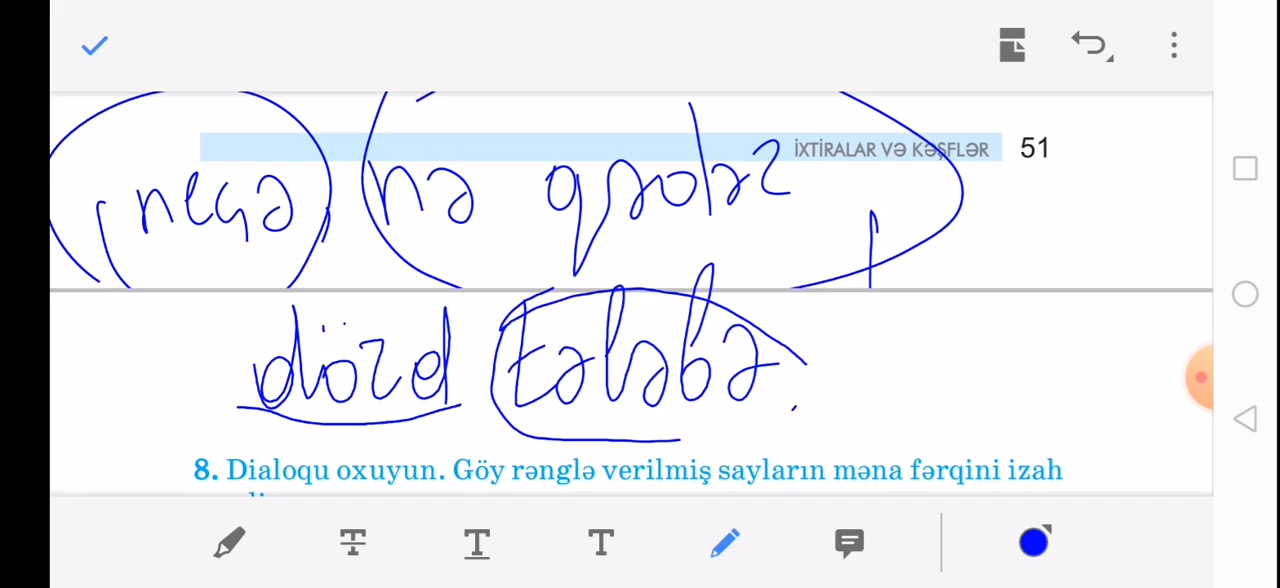 İXTİRALAR VƏ KƏŞFLƏR 51
neçə, nə qədər?
dörd tələbə.
8. Dialoqu oxuyun. Göy rənglə verilmiş sayların məna fərqini izah